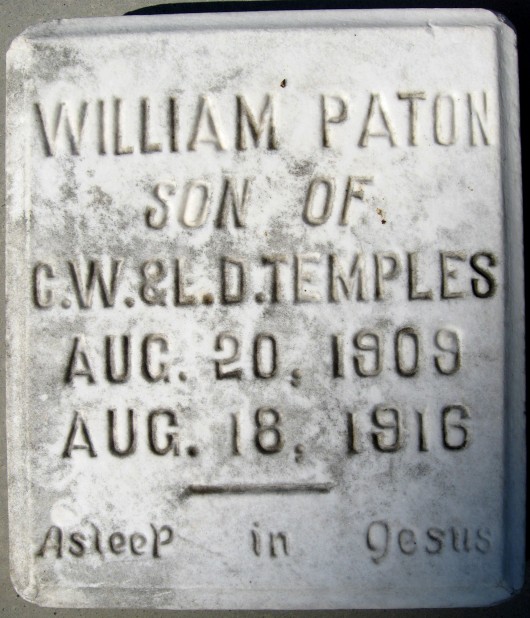 WILLIAM PATON
SON OF
C.W.&L.D.TEMPLES
AUG. 20, 1909
AUG. 18, 1916
Asleep in Jesus